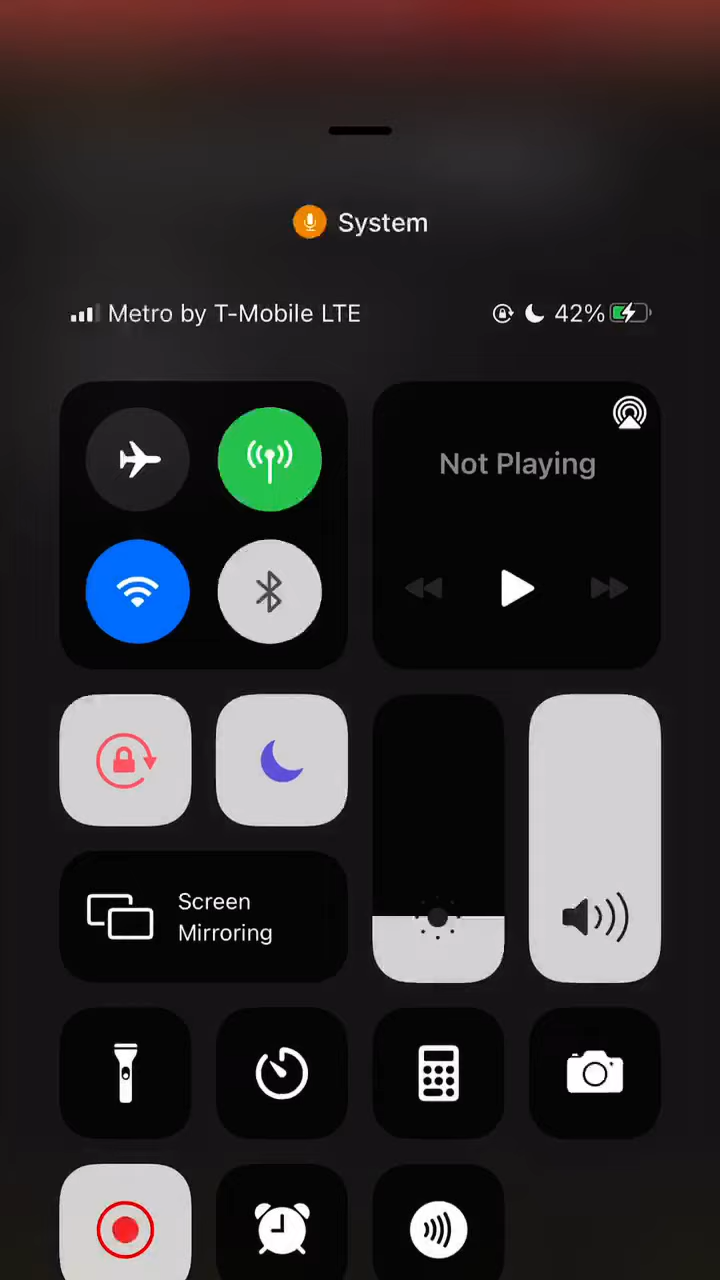 System
Metro by T-Mobile LTE
42%
Not Playing
Screen
Mirroring